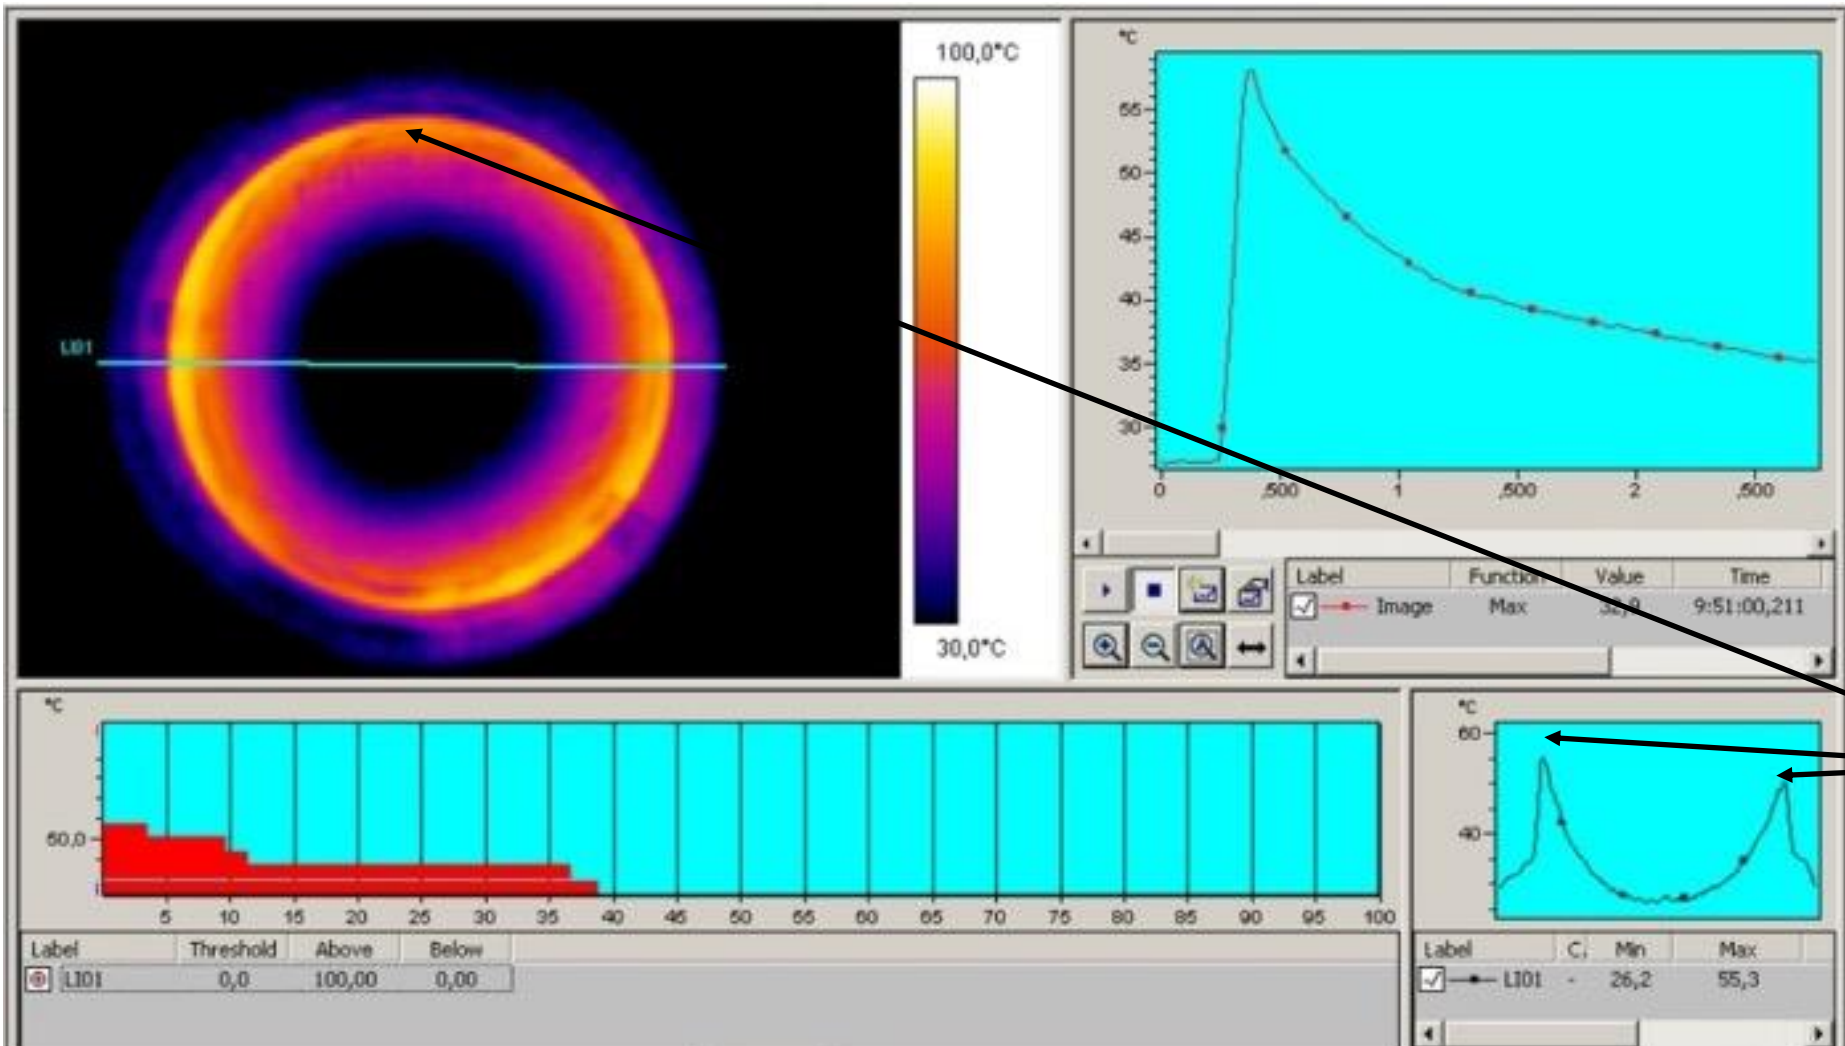 100,0°C
LI01
30,0°C
°C
55
50
45
40
35
30
0 ,500 1 ,500 2 ,500
Label Function Value Time
Image Max 32,9 9:51:00,211
°C
50,0
5 10 15 20 25 30 35 40 45 50 55 60 65 70 75 80 85 90 95 100
Label Threshold Above Below
LI01 0,0 100,00 0,00
°C
60
40
Label C. Min Max
LI01 - 26,2 55,3